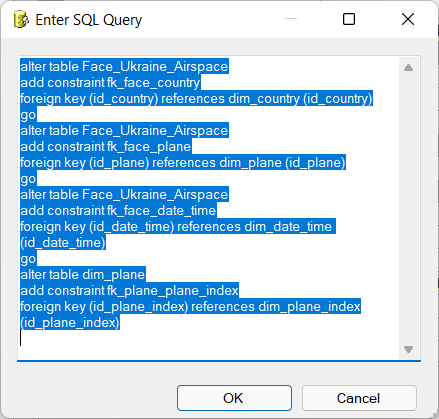 Enter SQL Query
alter table Face_Ukraine_Airspace
add constraint fk_face_country
foreign key (id_country) references dim_country (id_country)
go
alter table Face_Ukraine_Airspace
add constraint fk_face_plane
foreign key (id_plane) references dim_plane (id_plane)
go
alter table Face_Ukraine_Airspace
add constraint fk_face_date_time
foreign key (id_date_time) references dim_date_time
(id_date_time)
go
alter table dim_plane
add constraint fk_plane_plane_index
foreign key (id_plane_index) references dim_plane_index
(id_plane_index)
OK
Cancel